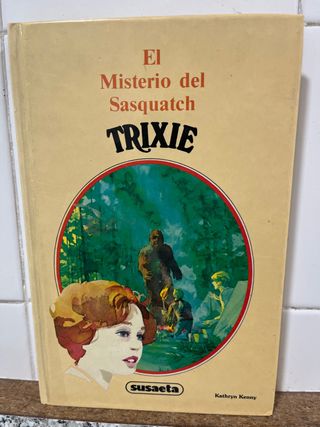 El
Misterio del
Sasquatch
TRIXIE
susaeta
Kathryn Kenny